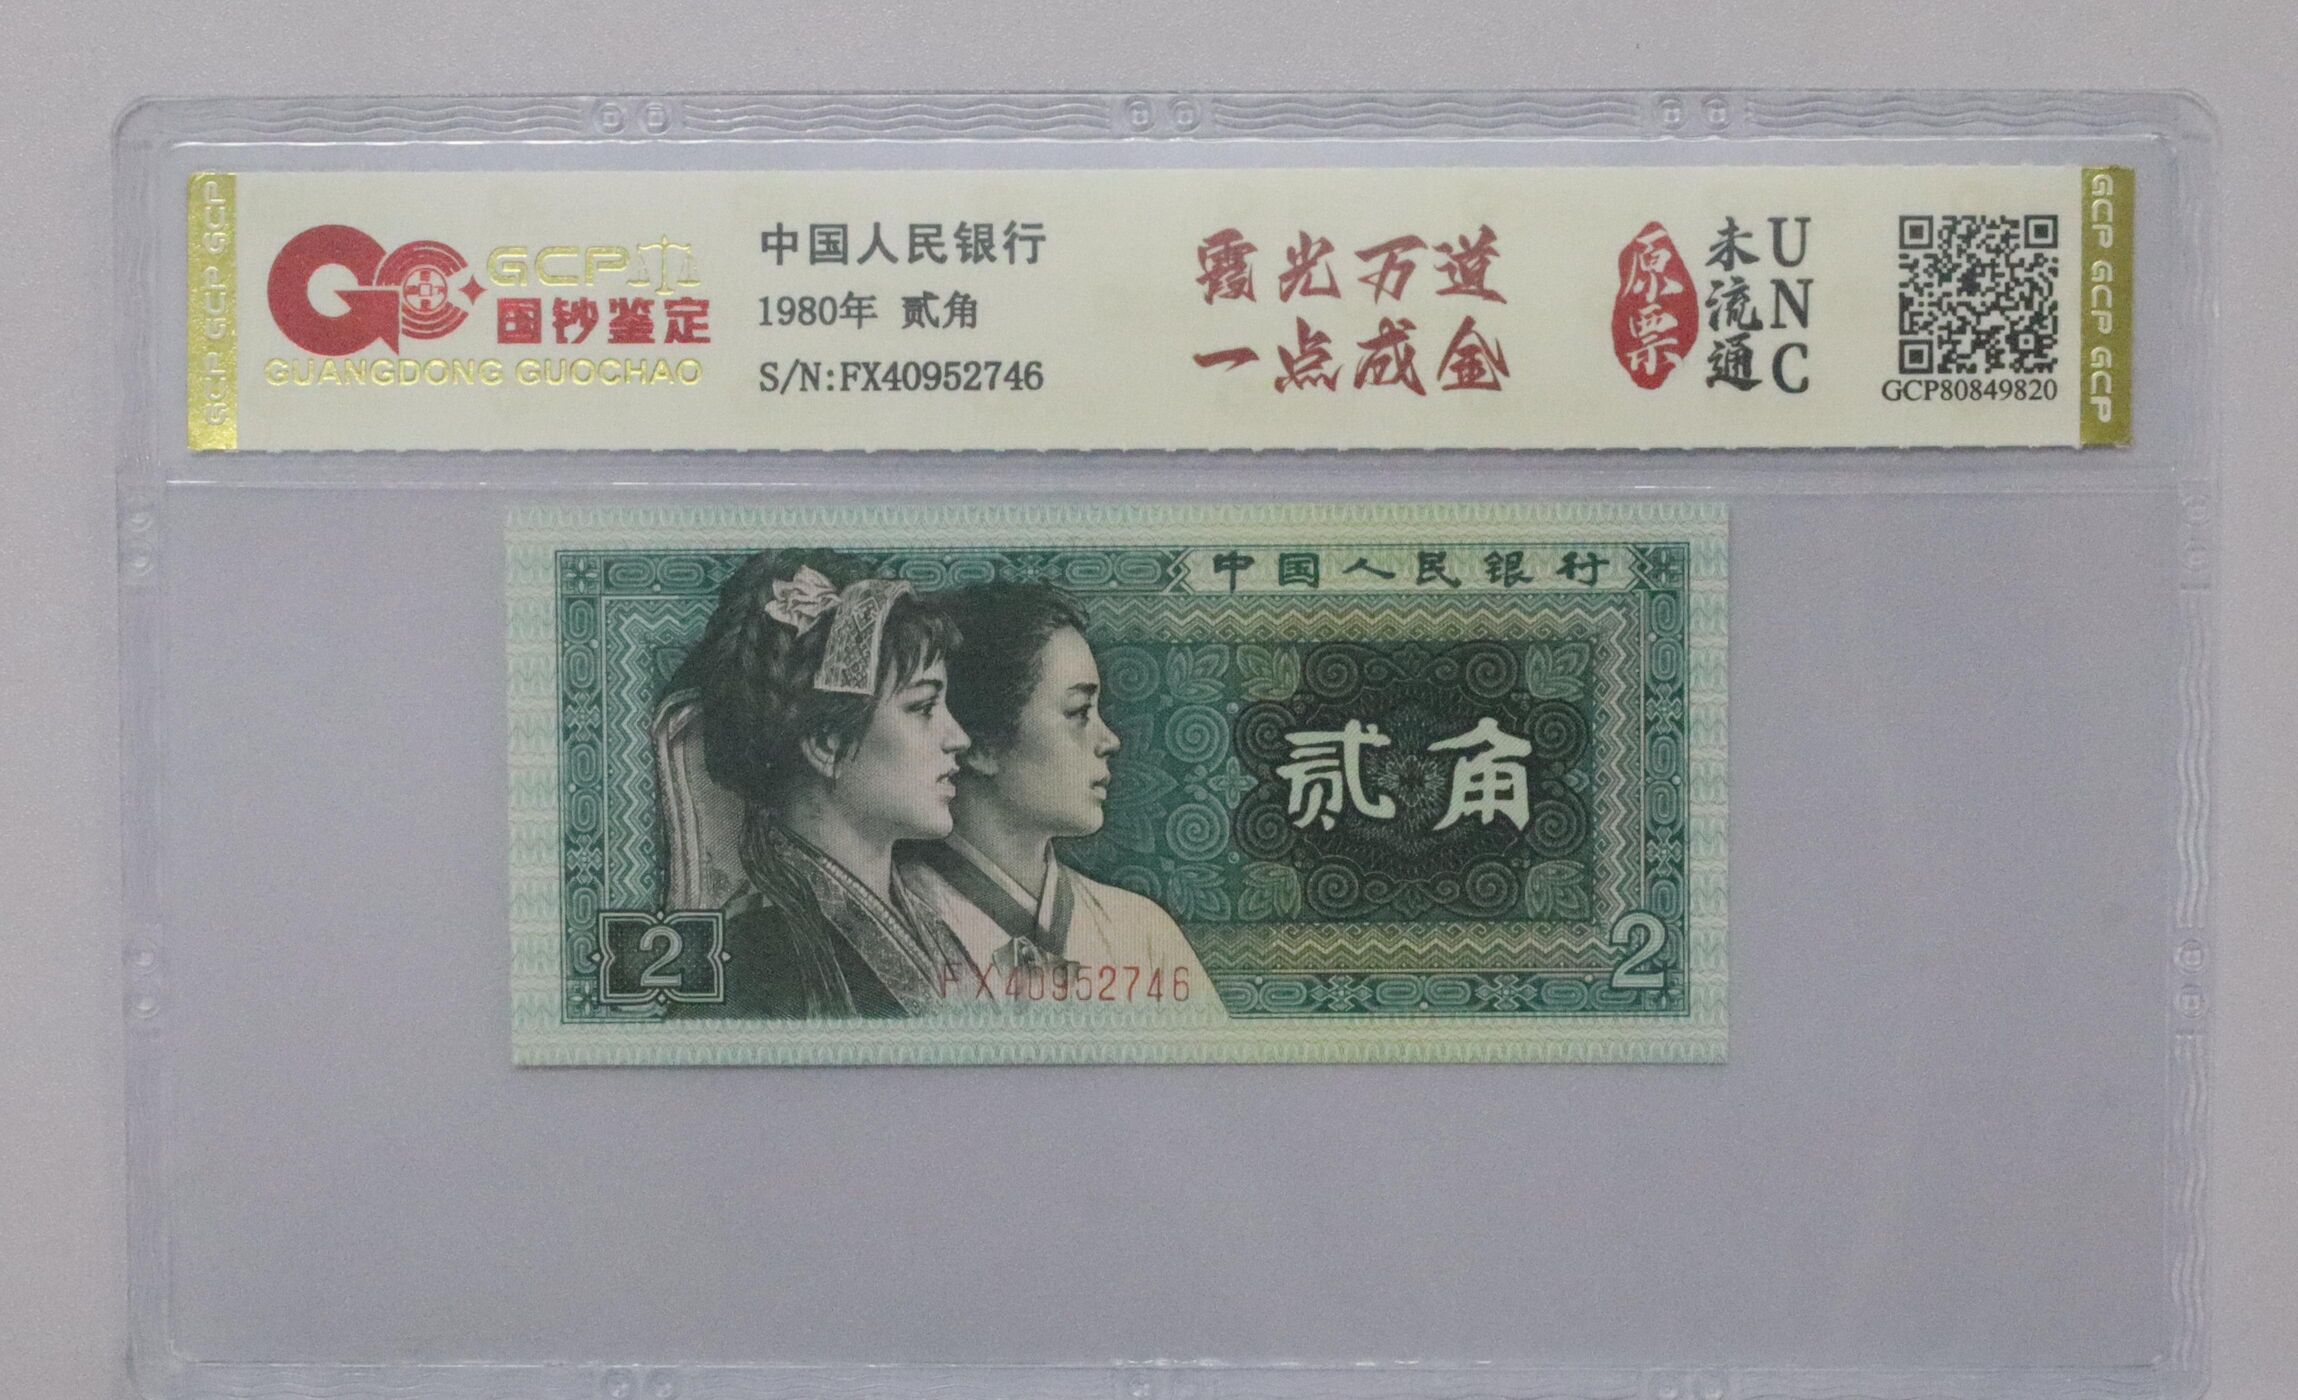 GCP GCP GCP
GCP
国钞鉴定
GUANGDONG GUOCHAO
中国人民银行
1980年 贰角
S/N:FX40952746
霞光万道
一点成金
原票
未流通
UNC
GCP80849820
GCP GCP GCP
中国人民银行
贰角
2
FX40952746
2